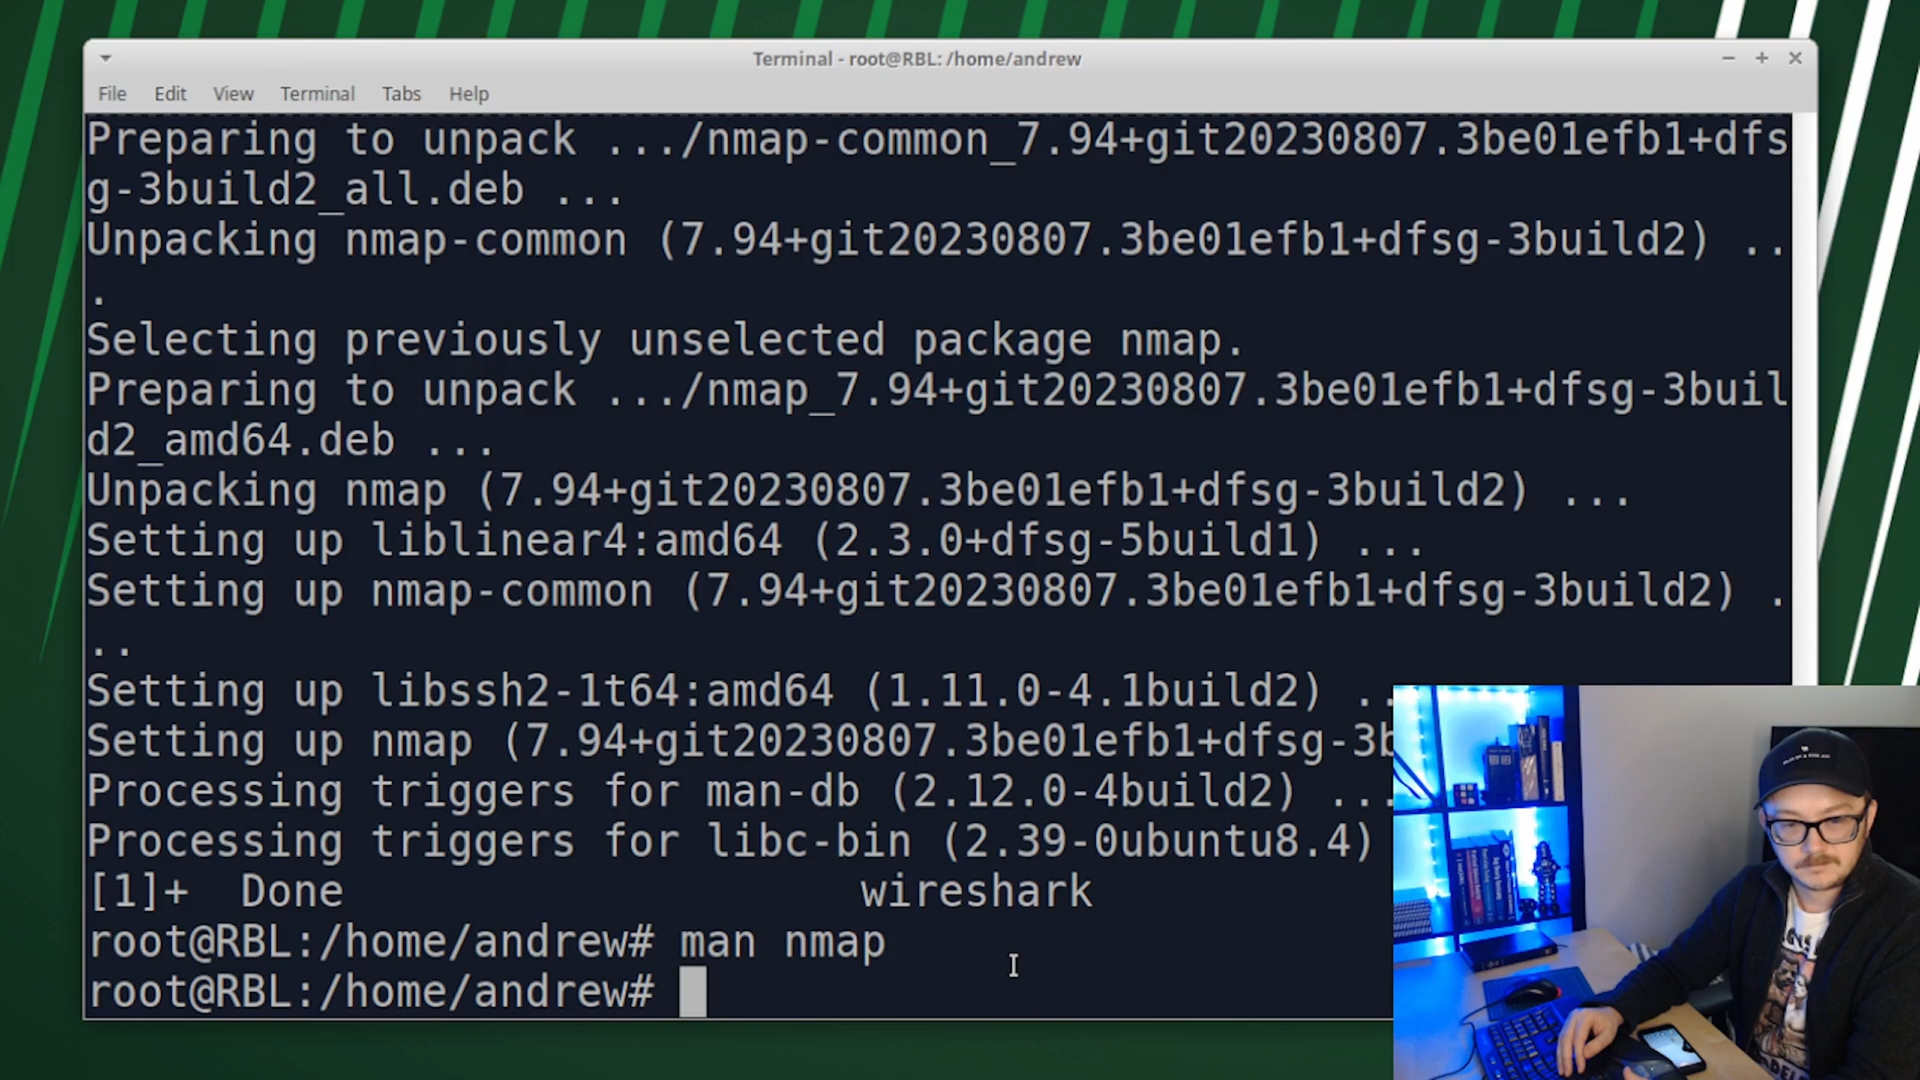 Terminal - root@RBL: /home/andrew
File Edit View Terminal Tabs Help
Preparing to unpack .../nmap-common_7.94+git20230807.3be01efb1+dfs
g-3build2_all.deb ...
Unpacking nmap-common (7.94+git20230807.3be01efb1+dfsg-3build2) ..
.
Selecting previously unselected package nmap.
Preparing to unpack .../nmap_7.94+git20230807.3be01efb1+dfsg-3buil
d2_amd64.deb ...
Unpacking nmap (7.94+git20230807.3be01efb1+dfsg-3build2) ...
Setting up liblinear4:amd64 (2.3.0+dfsg-5build1) ...
Setting up nmap-common (7.94+git20230807.3be01efb1+dfsg-3build2) .
..
Setting up libssh2-1t64:amd64 (1.11.0-4.1build2) ..
Setting up nmap (7.94+git20230807.3be01efb1+dfsg-3b
Processing triggers for man-db (2.12.0-4build2) ...
Processing triggers for libc-bin (2.39-0ubuntu8.4)
[1]+ Done wireshark
root@RBL:/home/andrew# man nmap
root@RBL:/home/andrew#